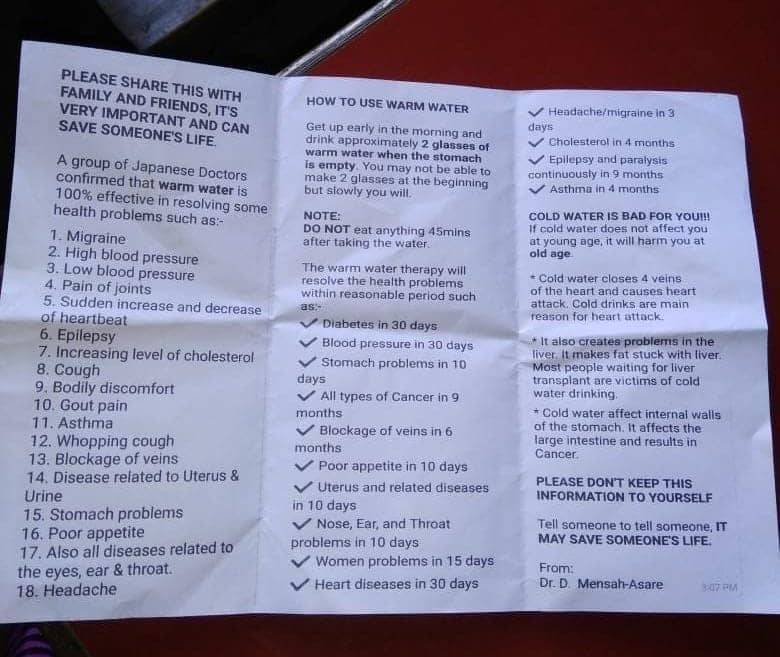 PLEASE SHARE THIS WITH
FAMILY AND FRIENDS, IT'S
VERY IMPORTANT AND CAN
SAVE SOMEONE'S LIFE.
A group of Japanese Doctors
confirmed that warm water is
100% effective in resolving some
health problems such as:-
1. Migraine
2. High blood pressure
3. Low blood pressure
4. Pain of joints
5. Sudden increase and decrease
of heartbeat
6. Epilepsy
7. Increasing level of cholesterol
8. Cough
9. Bodily discomfort
10. Gout pain
11. Asthma
12. Whopping cough
13. Blockage of veins
14. Disease related to Uterus &
Urine
15. Stomach problems
16. Poor appetite
17. Also all diseases related to
the eyes, ear & throat.
18. Headache
HOW TO USE WARM WATER
Get up early in the morning and
drink approximately 2 glasses of
warm water when the stomach
is empty. You may not be able to
make 2 glasses at the beginning
but slowly you will.
NOTE:
DO NOT eat anything 45mins
after taking the water.
The warm water therapy will
resolve the health problems
within reasonable period such
as:-
✓ Diabetes in 30 days
✓ Blood pressure in 30 days
✓ Stomach problems in 10
days
✓ All types of Cancer in 9
months
✓ Blockage of veins in 6
months
✓ Poor appetite in 10 days
✓ Uterus and related diseases
in 10 days
✓ Nose, Ear, and Throat
problems in 10 days
✓ Women problems in 15 days
✓ Heart diseases in 30 days
✓ Headache/migraine in 3
days
✓ Cholesterol in 4 months
✓ Epilepsy and paralysis
continuously in 9 months
✓ Asthma in 4 months
COLD WATER IS BAD FOR YOU!!!
If cold water does not affect you
at young age, it will harm you at
old age.
* Cold water closes 4 veins
of the heart and causes heart
attack. Cold drinks are main
reason for heart attack.
* It also creates problems in the
liver. It makes fat stuck with liver.
Most people waiting for liver
transplant are victims of cold
water drinking.
* Cold water affect internal walls
of the stomach. It affects the
large intestine and results in
Cancer.
PLEASE DON'T KEEP THIS
INFORMATION TO YOURSELF
Tell someone to tell someone, IT
MAY SAVE SOMEONE'S LIFE.
From:
Dr. D. Mensah-Asare
3:07 PM